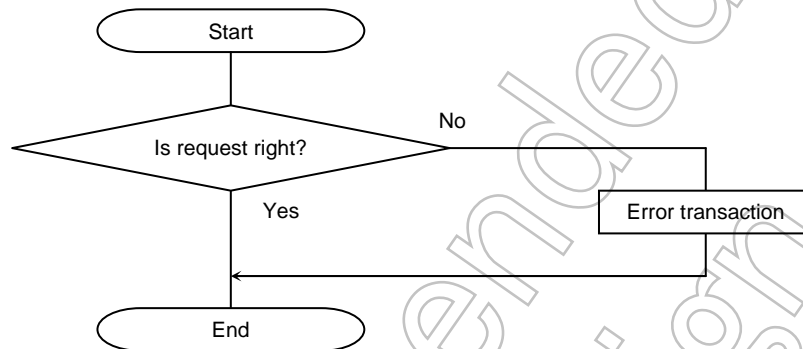 Start
No
Is request right?
Yes
Error transaction
End